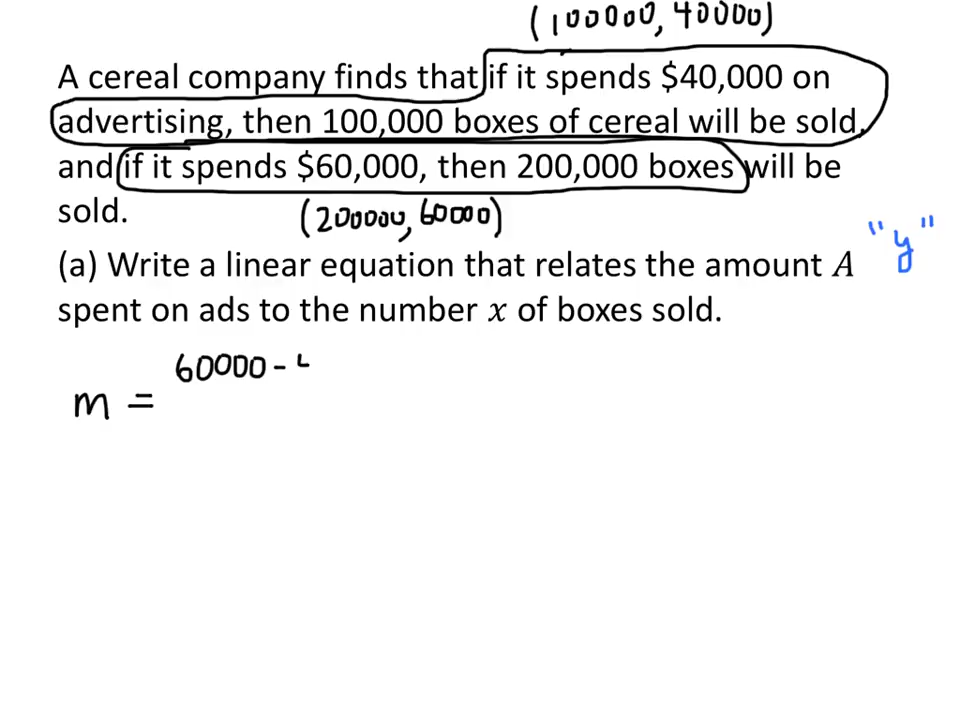 (100000, 40000)
A cereal company finds that if it spends $40,000 on
advertising, then 100,000 boxes of cereal will be sold,
and if it spends $60,000, then 200,000 boxes will be
sold.
(200000, 60000)
"y"
(a) Write a linear equation that relates the amount A
spent on ads to the number x of boxes sold.
60000 - 4
m =